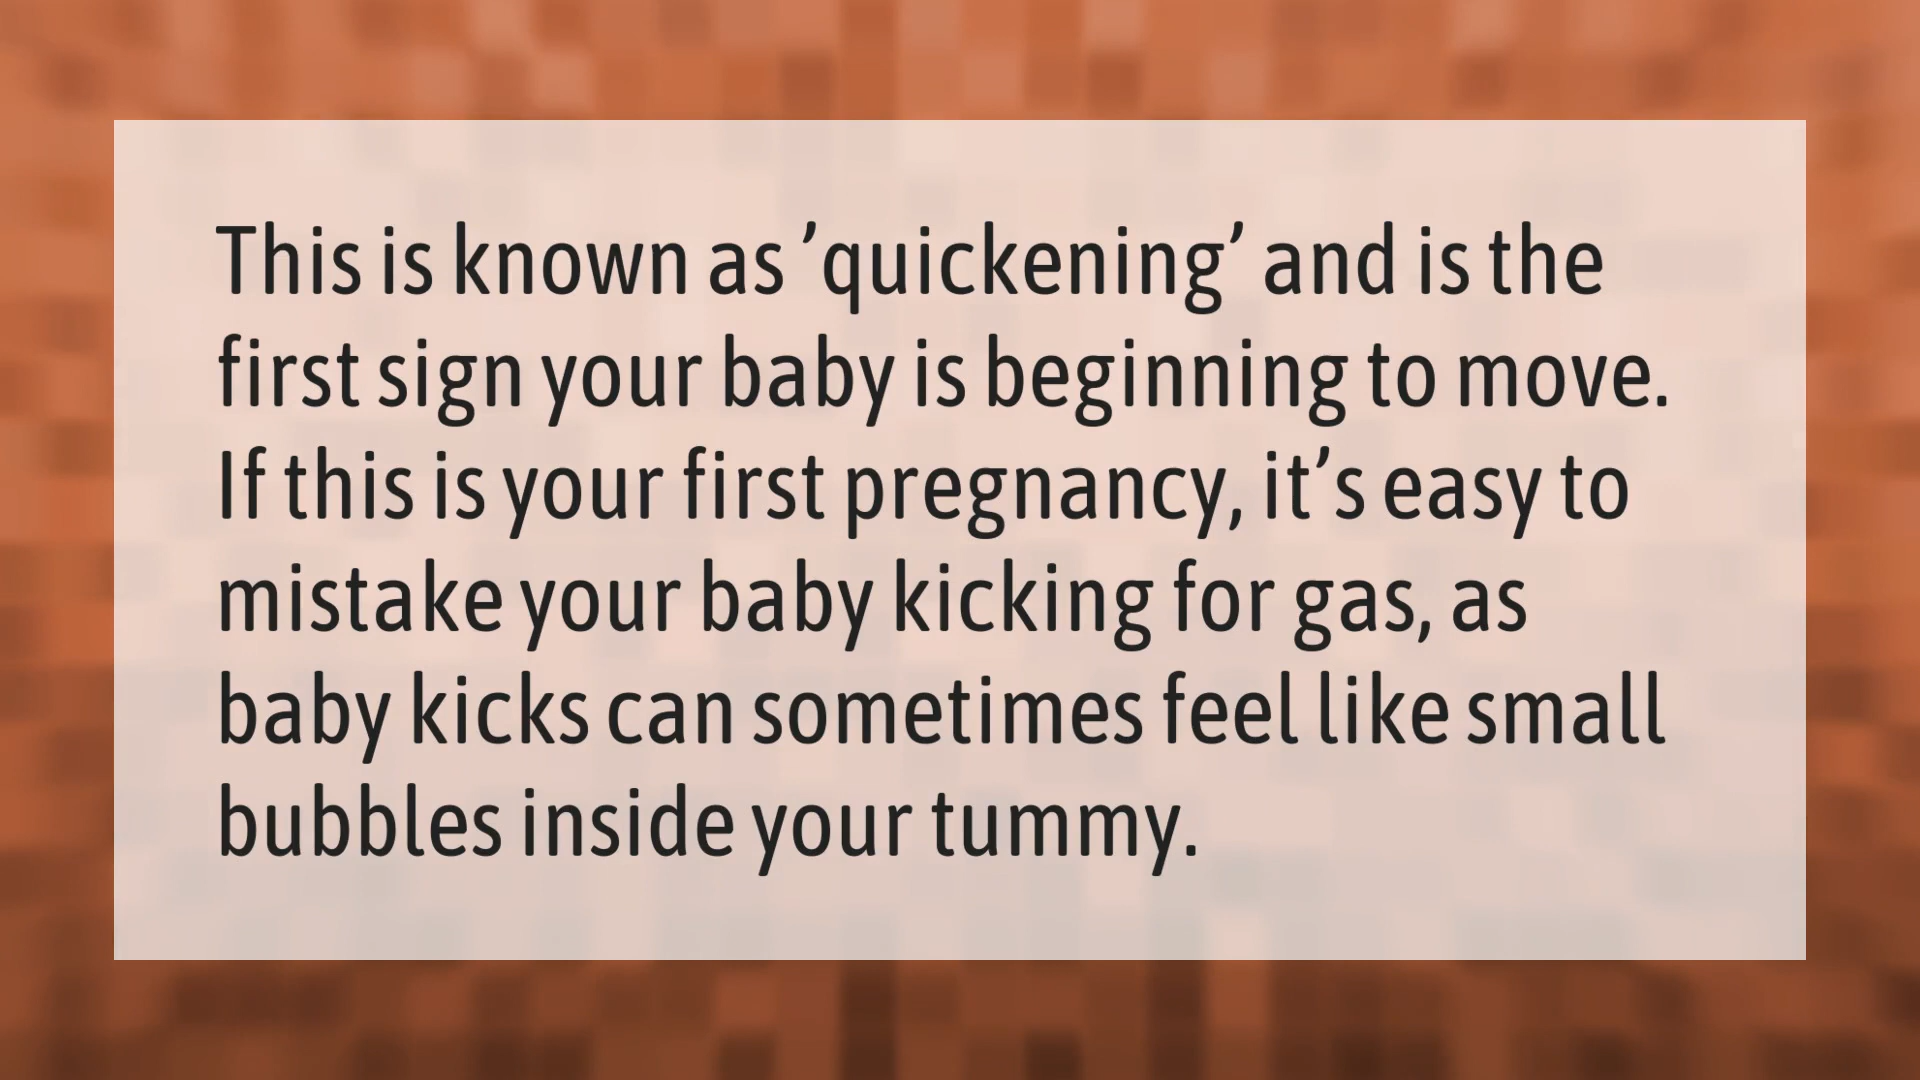 This is known as ’quickening’ and is the
first sign your baby is beginning to move.
If this is your first pregnancy, it’s easy to
mistake your baby kicking for gas, as
baby kicks can sometimes feel like small
bubbles inside your tummy.